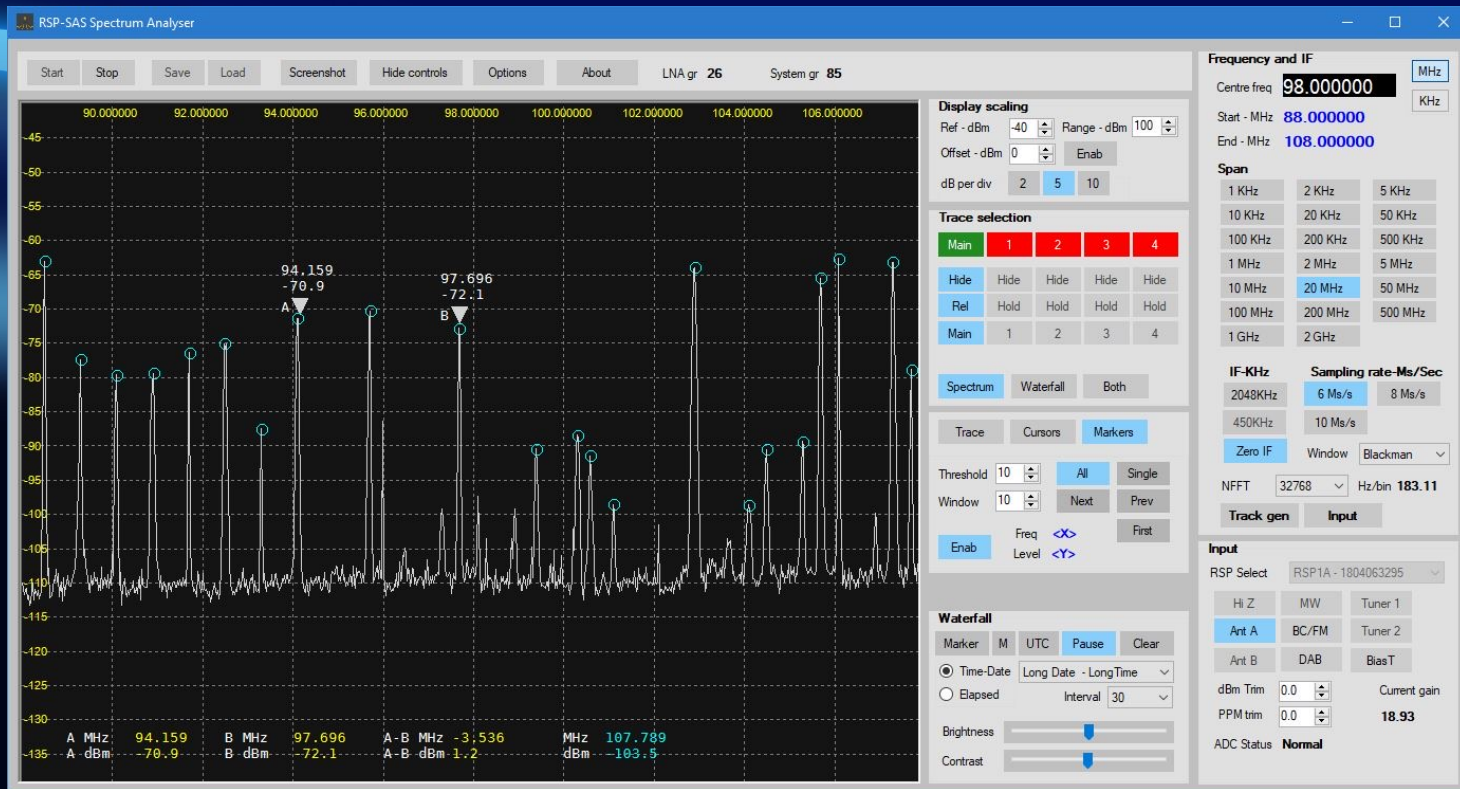 RSP-SAS Spectrum Analyser
Start Stop Save Load Screenshot Hide controls Options About LNA gr 26 System gr 85
90.000000 92.000000 94.000000 96.000000 98.000000 100.000000 102.000000 104.000000 106.000000
-45
-50
-55
-60
-65
-70
-75
-80
-85
-90
-95
-100
-105
-110
-115
-120
-125
-130
-135
94.159
-70.9
A
97.696
-72.1
B
A MHz 94.159 B MHz 97.696 A-B MHz -3.536 MHz 107.789
A dBm -70.9 B dBm -72.1 A-B dBm 1.2 dBm -103.5
Display scaling
Ref - dBm -40 Range - dBm 100
Offset - dBm 0 Enab
dB per div 2 5 10
Trace selection
Main 1 2 3 4
Hide Hide Hide Hide Hide
Rel Hold Hold Hold Hold
Main 1 2 3 4
Spectrum Waterfall Both
Trace Cursors Markers
Threshold 10 All Single
Window 10 Next Prev
First
Enab Freq <X>
Level <Y>
Waterfall
Marker M UTC Pause Clear
Time-Date Long Date - LongTime
Elapsed Interval 30
Brightness
Contrast
Frequency and IF
MHz
Centre freq 98.000000
KHz
Start - MHz 88.000000
End - MHz 108.000000
Span
1 KHz 2 KHz 5 KHz
10 KHz 20 KHz 50 KHz
100 KHz 200 KHz 500 KHz
1 MHz 2 MHz 5 MHz
10 MHz 20 MHz 50 MHz
100 MHz 200 MHz 500 MHz
1 GHz 2 GHz
IF-KHz Sampling rate-Ms/Sec
2048KHz 6 Ms/s 8 Ms/s
450KHz 10 Ms/s
Zero IF Window Blackman
NFFT 32768 Hz/bin 183.11
Track gen Input
Input
RSP Select RSP1A - 1804063295
Hi Z MW Tuner 1
Ant A BC/FM Tuner 2
Ant B DAB BiasT
dBm Trim 0.0 Current gain
PPM trim 0.0 18.93
ADC Status Normal